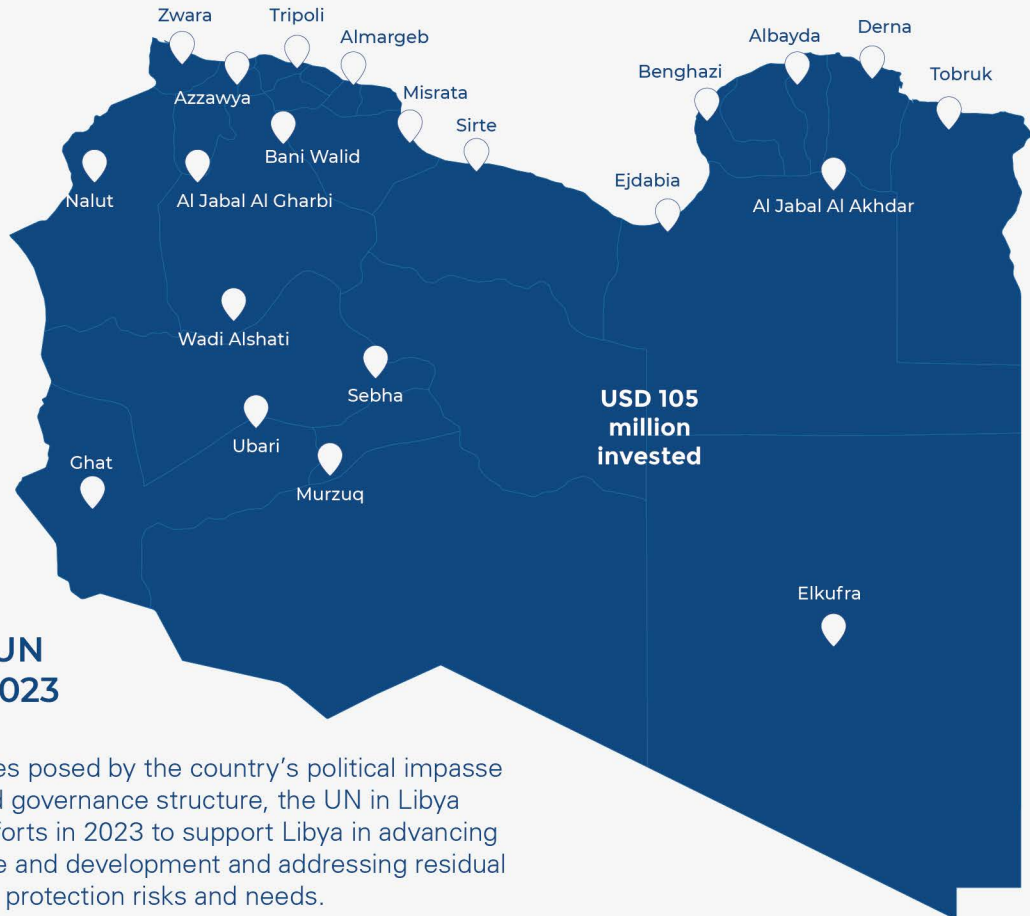 Zwara
Tripoli
Almargeb
Albayda
Derna
Benghazi
Tobruk
Azzawya
Misrata
Sirte
Bani Walid
Ejdabia
Nalut
Al Jabal Al Gharbi
Al Jabal Al Akhdar
Wadi Alshati
Sebha
USD 105
million
invested
Ubari
Ghat
Murzuq
Elkufra
UN
023
es posed by the country's political impasse
d governance structure, the UN in Libya
forts in 2023 to support Libya in advancing
e and development and addressing residual
protection risks and needs.